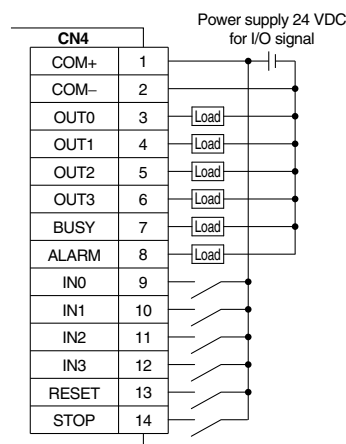 Power supply 24 VDC
for I/O signal
CN4
COM+ 1
COM− 2
OUT0 3 Load
OUT1 4 Load
OUT2 5 Load
OUT3 6 Load
BUSY 7 Load
ALARM 8 Load
IN0 9
IN1 10
IN2 11
IN3 12
RESET 13
STOP 14